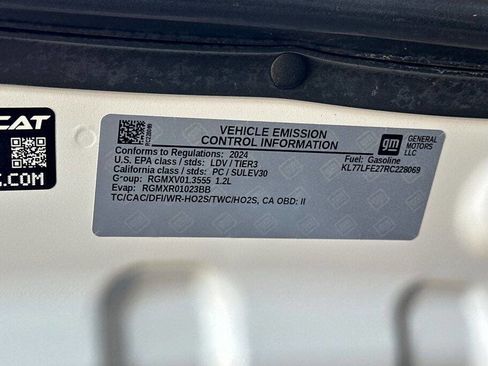 CAT
VEHICLE EMISSION
CONTROL INFORMATION
gm
GENERAL
MOTORS
LLC
Conforms to Regulations: 2024
U.S. EPA class / stds: LDV / TIER3
California class / stds: PC / SULEV30
Group: RGMXV01.3555 1.2L
Evap: RGMXR01023BB
TC/CAC/DFI/WR-HO2S/TWC/HO2S, CA OBD: II
Fuel: Gasoline
KL77LFE27RC228069